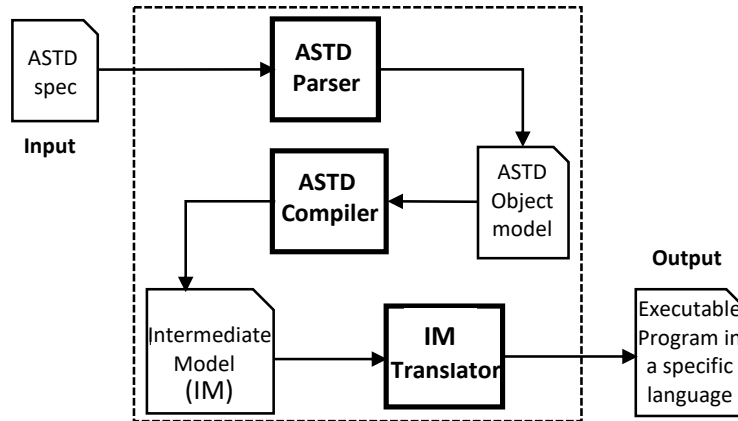 ASTD
spec
Input
ASTD
Parser
ASTD
Object
model
ASTD
Compiler
Intermediate
Model
(IM)
IM
Translator
Output
Executable
Program in
a specific
language